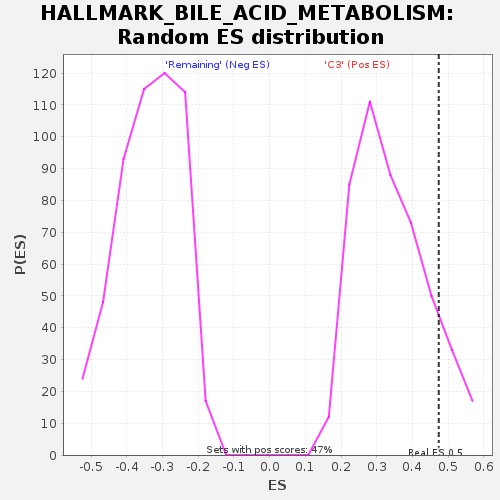 HALLMARK_BILE_ACID_METABOLISM:
Random ES distribution
'Remaining' (Neg ES) 'C3' (Pos ES)
120
110
100
90
80
70
60
50
40
30
20
10
0
P(ES)
Sets with pos scores: 47%
Real ES 0.5
-0.5 -0.4 -0.3 -0.2 -0.1 0.0 0.1 0.2 0.3 0.4 0.5 0.6
ES